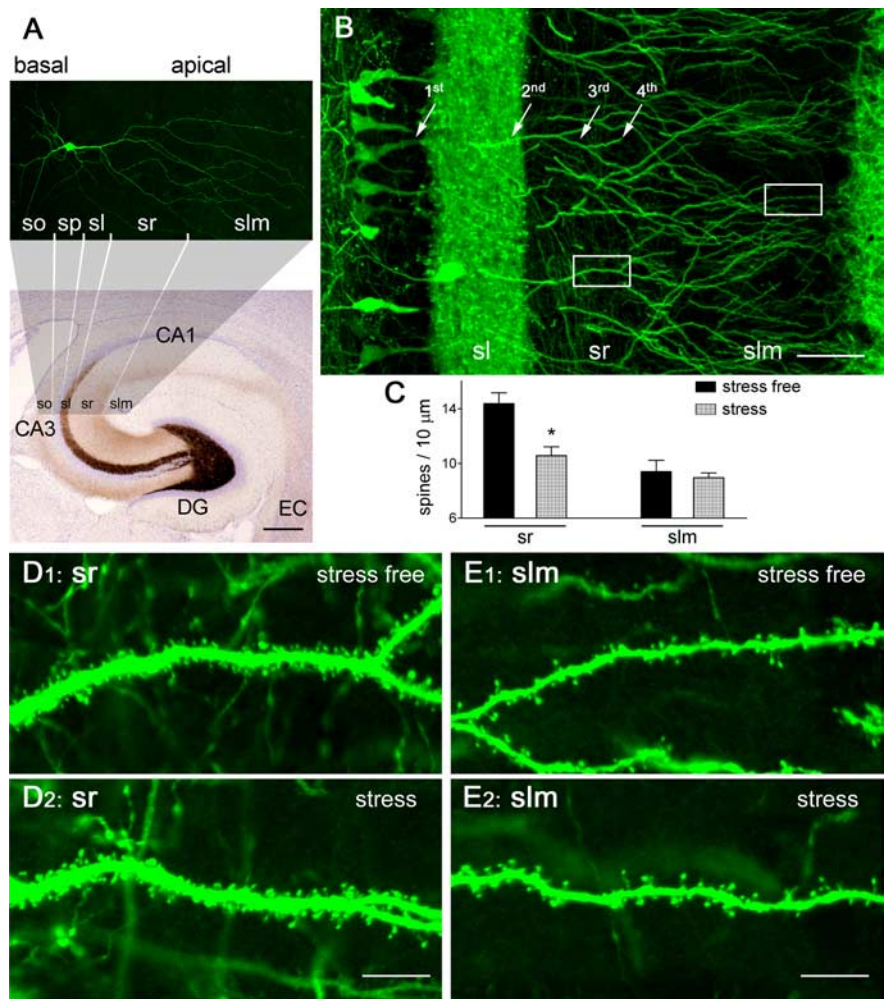 A
basal apical
so sp sl sr slm
CA1
so sl sr slm
CA3
DG
EC
B
1st 2nd 3rd 4th
sl sr slm
C
stress free
stress
spines / 10 μm
14
10
6
*
sr slm
D1: sr stress free
E1: slm stress free
D2: sr stress
E2: slm stress